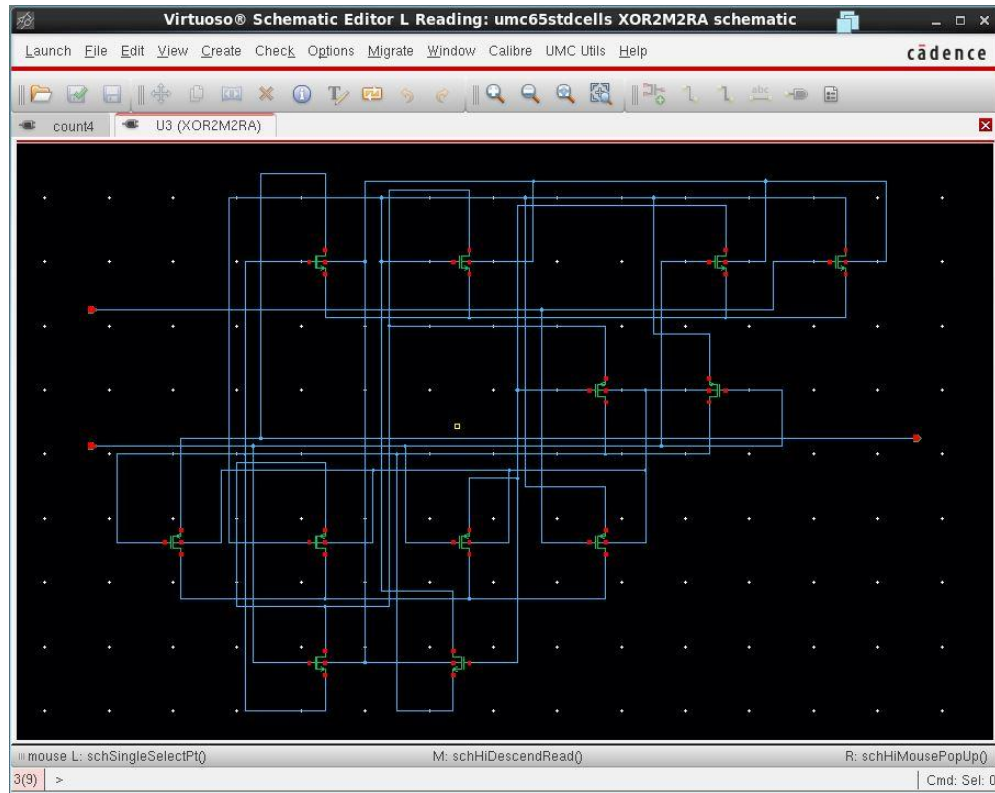 Virtuoso® Schematic Editor L Reading: umc65stdcells XOR2M2RA schematic
Launch File Edit View Create Check Options Migrate Window Calibre UMC Utils Help cādence
abc
count4 U3 (XOR2M2RA)
mouse L: schSingleSelectPt() M: schHiDescendRead() R: schHiMousePopUp()
3(9) > Cmd: Sel: 0